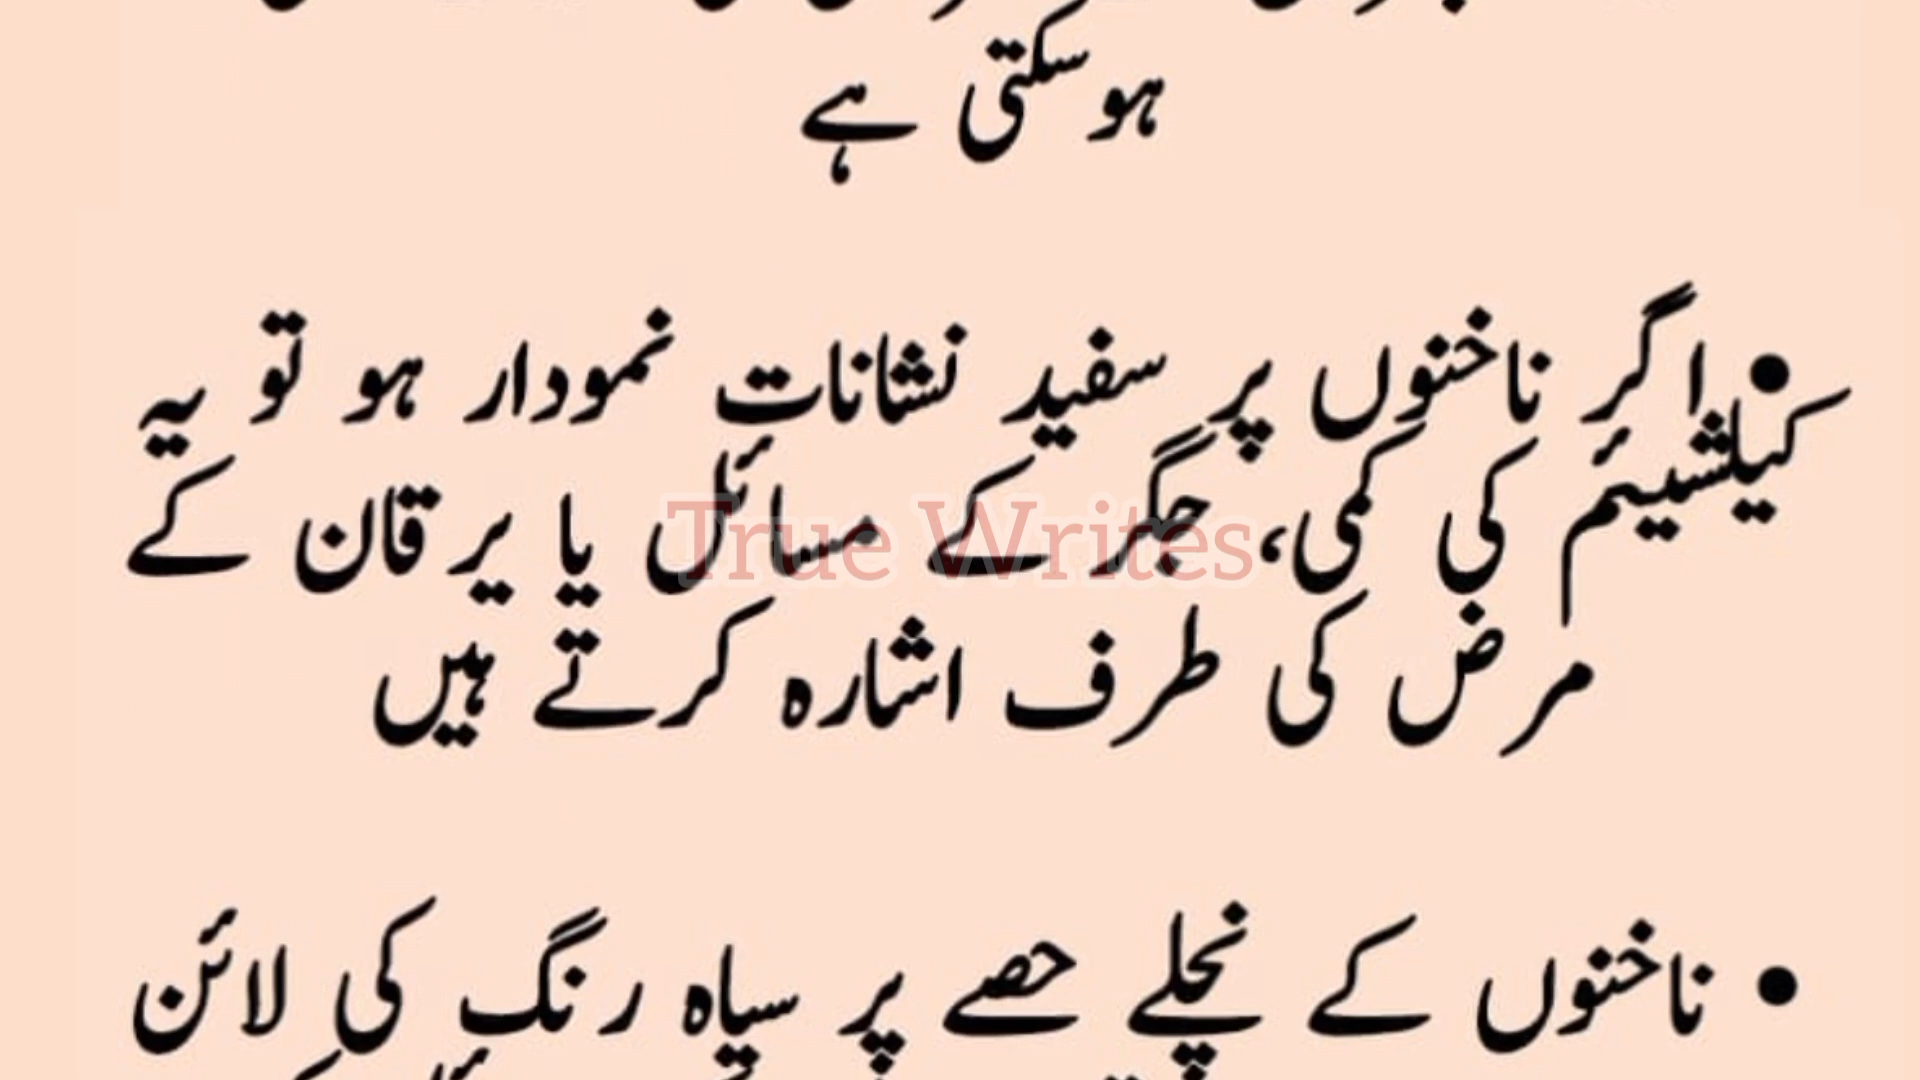 ہوسکتی ہے
• اگر ناخنوں پر سفید نشانات نمودار ہو تو یہ
کیلشیئم کی کمی، جگر کے مسائل یا یرقان کے
True Writes
مرض کی طرف اشارہ کرتے ہیں
• ناخنوں کے نچلے حصے پر سیاہ رنگ کی لائن